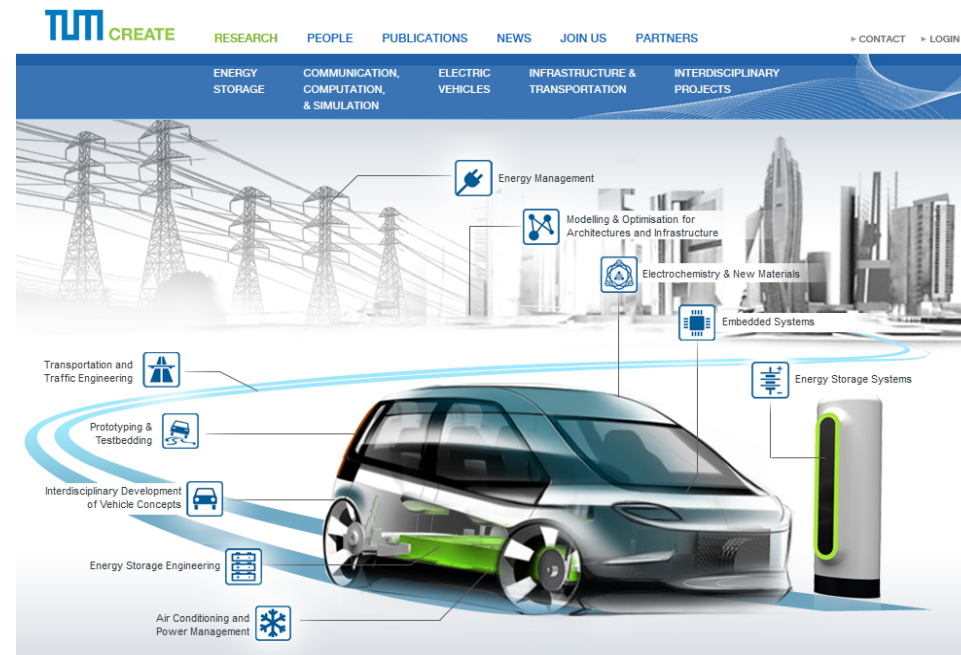 TUM CREATE
RESEARCH PEOPLE PUBLICATIONS NEWS JOIN US PARTNERS CONTACT LOGIN
ENERGY
STORAGE
COMMUNICATION,
COMPUTATION,
& SIMULATION
ELECTRIC
VEHICLES
INFRASTRUCTURE &
TRANSPORTATION
INTERDISCIPLINARY
PROJECTS
Energy Management
Modelling & Optimisation for
Architectures and Infrastructure
Electrochemistry & New Materials
Embedded Systems
Transportation and
Traffic Engineering
Energy Storage Systems
Prototyping &
Testbedding
Interdisciplinary Development
of Vehicle Concepts
Energy Storage Engineering
Air Conditioning and
Power Management